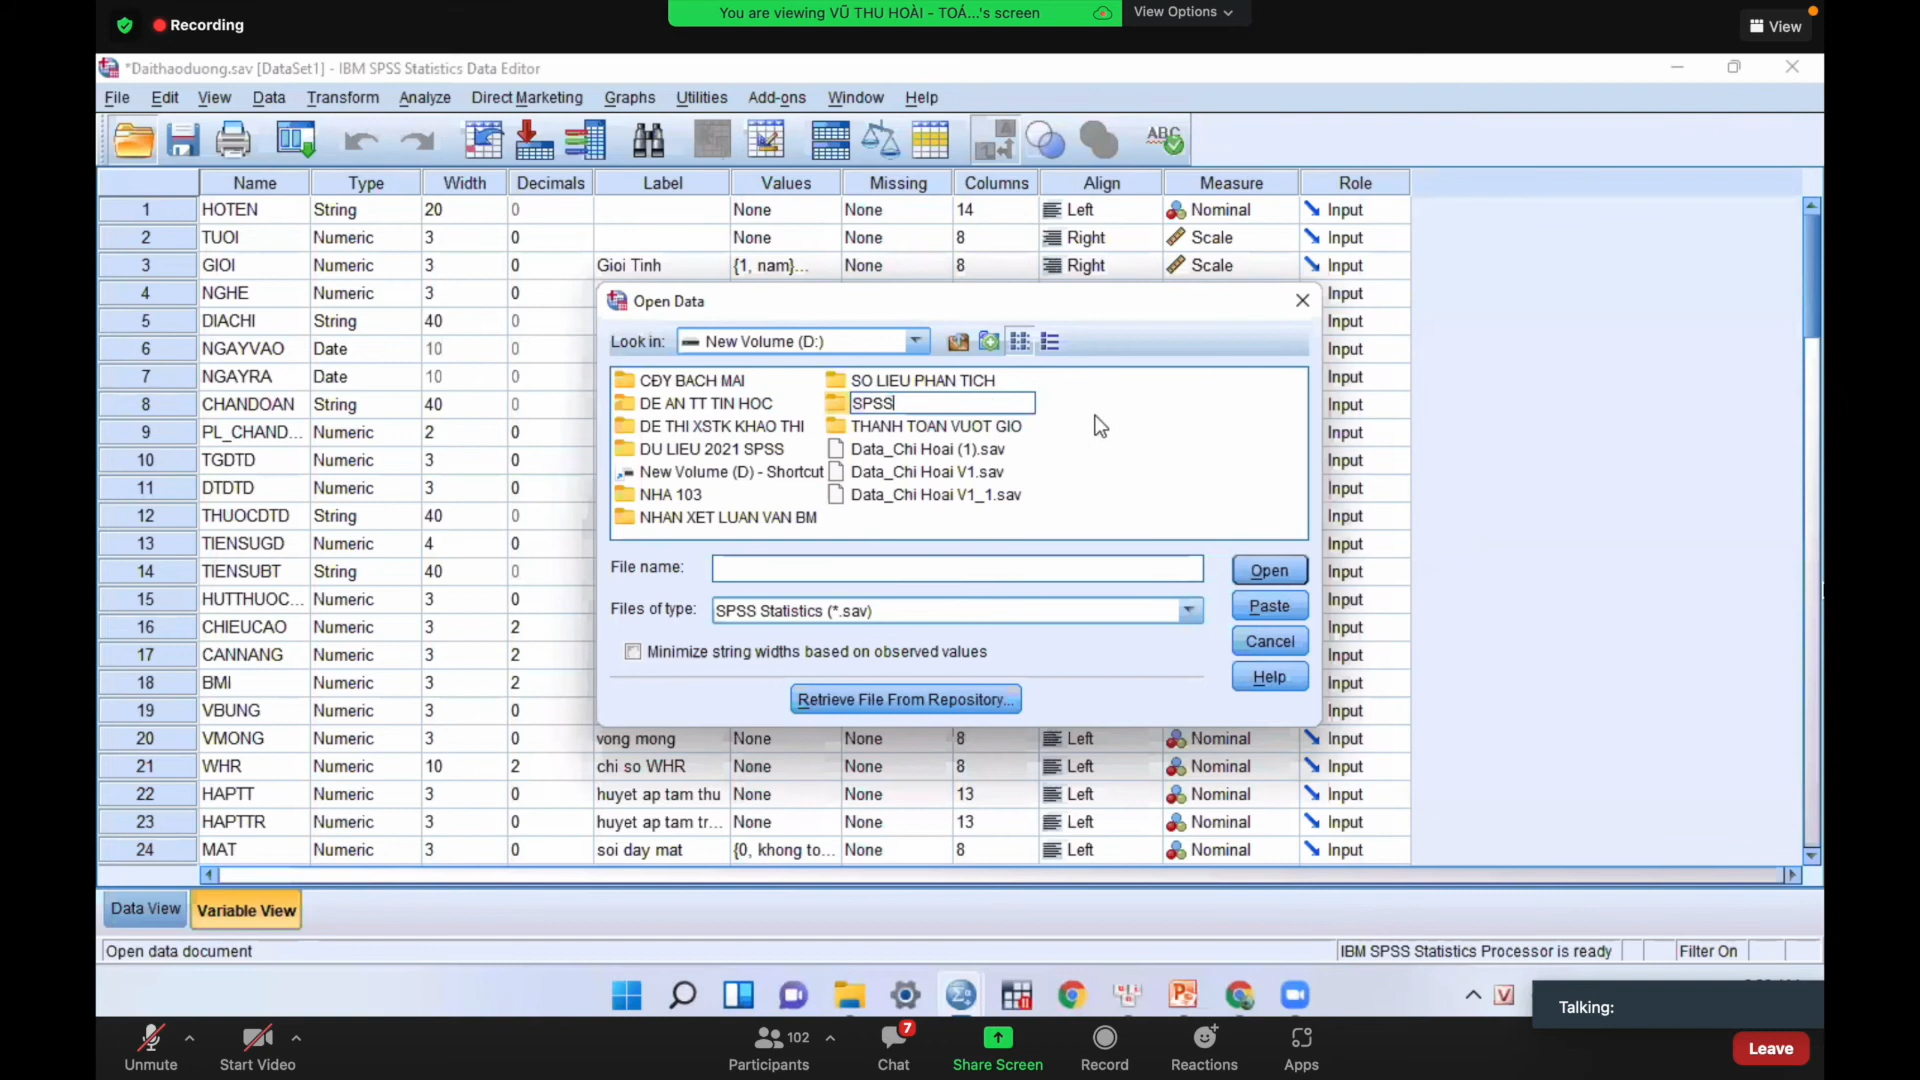 Recording
You are viewing VŨ THU HOÀI - TOÁ...'s screen
View Options
View
*Daithaoduong.sav [DataSet1] - IBM SPSS Statistics Data Editor
File Edit View Data Transform Analyze Direct Marketing Graphs Utilities Add-ons Window Help
Name Type Width Decimals Label Values Missing Columns Align Measure Role
1 HOTEN String 20 0 None None 14 Left Nominal Input
2 TUOI Numeric 3 0 None None 8 Right Scale Input
3 GIOI Numeric 3 0 Gioi Tinh {1, nam}... None 8 Right Scale Input
4 NGHE Numeric 3 0 Input
5 DIACHI String 40 0 Input
6 NGAYVAO Date 10 0 Input
7 NGAYRA Date 10 0 Input
8 CHANDOAN String 40 0 Input
9 PL_CHAND... Numeric 2 0 Input
10 TGDTD Numeric 3 0 Input
11 DTDTD Numeric 3 0 Input
12 THUOCDTD String 40 0 Input
13 TIENSUGD Numeric 4 0 Input
14 TIENSUBT String 40 0 Input
15 HUTTHUOC... Numeric 3 0 Input
16 CHIEUCAO Numeric 3 2 Input
17 CANNANG Numeric 3 2 Input
18 BMI Numeric 3 2 Input
19 VBUNG Numeric 3 0 Input
20 VMONG Numeric 3 0 vong mong None None 8 Left Nominal Input
21 WHR Numeric 10 2 chi so WHR None None 8 Left Nominal Input
22 HAPTT Numeric 3 0 huyet ap tam thu None None 13 Left Nominal Input
23 HAPTTR Numeric 3 0 huyet ap tam tr... None None 13 Left Nominal Input
24 MAT Numeric 3 0 soi day mat {0, khong to... None 8 Left Nominal Input
Open Data
Look in: New Volume (D:)
CĐY BACH MAI
DE AN TT TIN HOC
DE THI XSTK KHAO THI
DU LIEU 2021 SPSS
New Volume (D) - Shortcut
NHA 103
NHAN XET LUAN VAN BM
SO LIEU PHAN TICH
SPSS
THANH TOAN VUOT GIO
Data_Chi Hoai (1).sav
Data_Chi Hoai V1.sav
Data_Chi Hoai V1_1.sav
File name:
Open
Files of type: SPSS Statistics (*.sav)
Paste
Cancel
Minimize string widths based on observed values
Help
Retrieve File From Repository...
Data View Variable View
Open data document
IBM SPSS Statistics Processor is ready
Filter On
Talking:
Unmute
Start Video
102
Participants
7
Chat
Share Screen
Record
Reactions
Apps
Leave